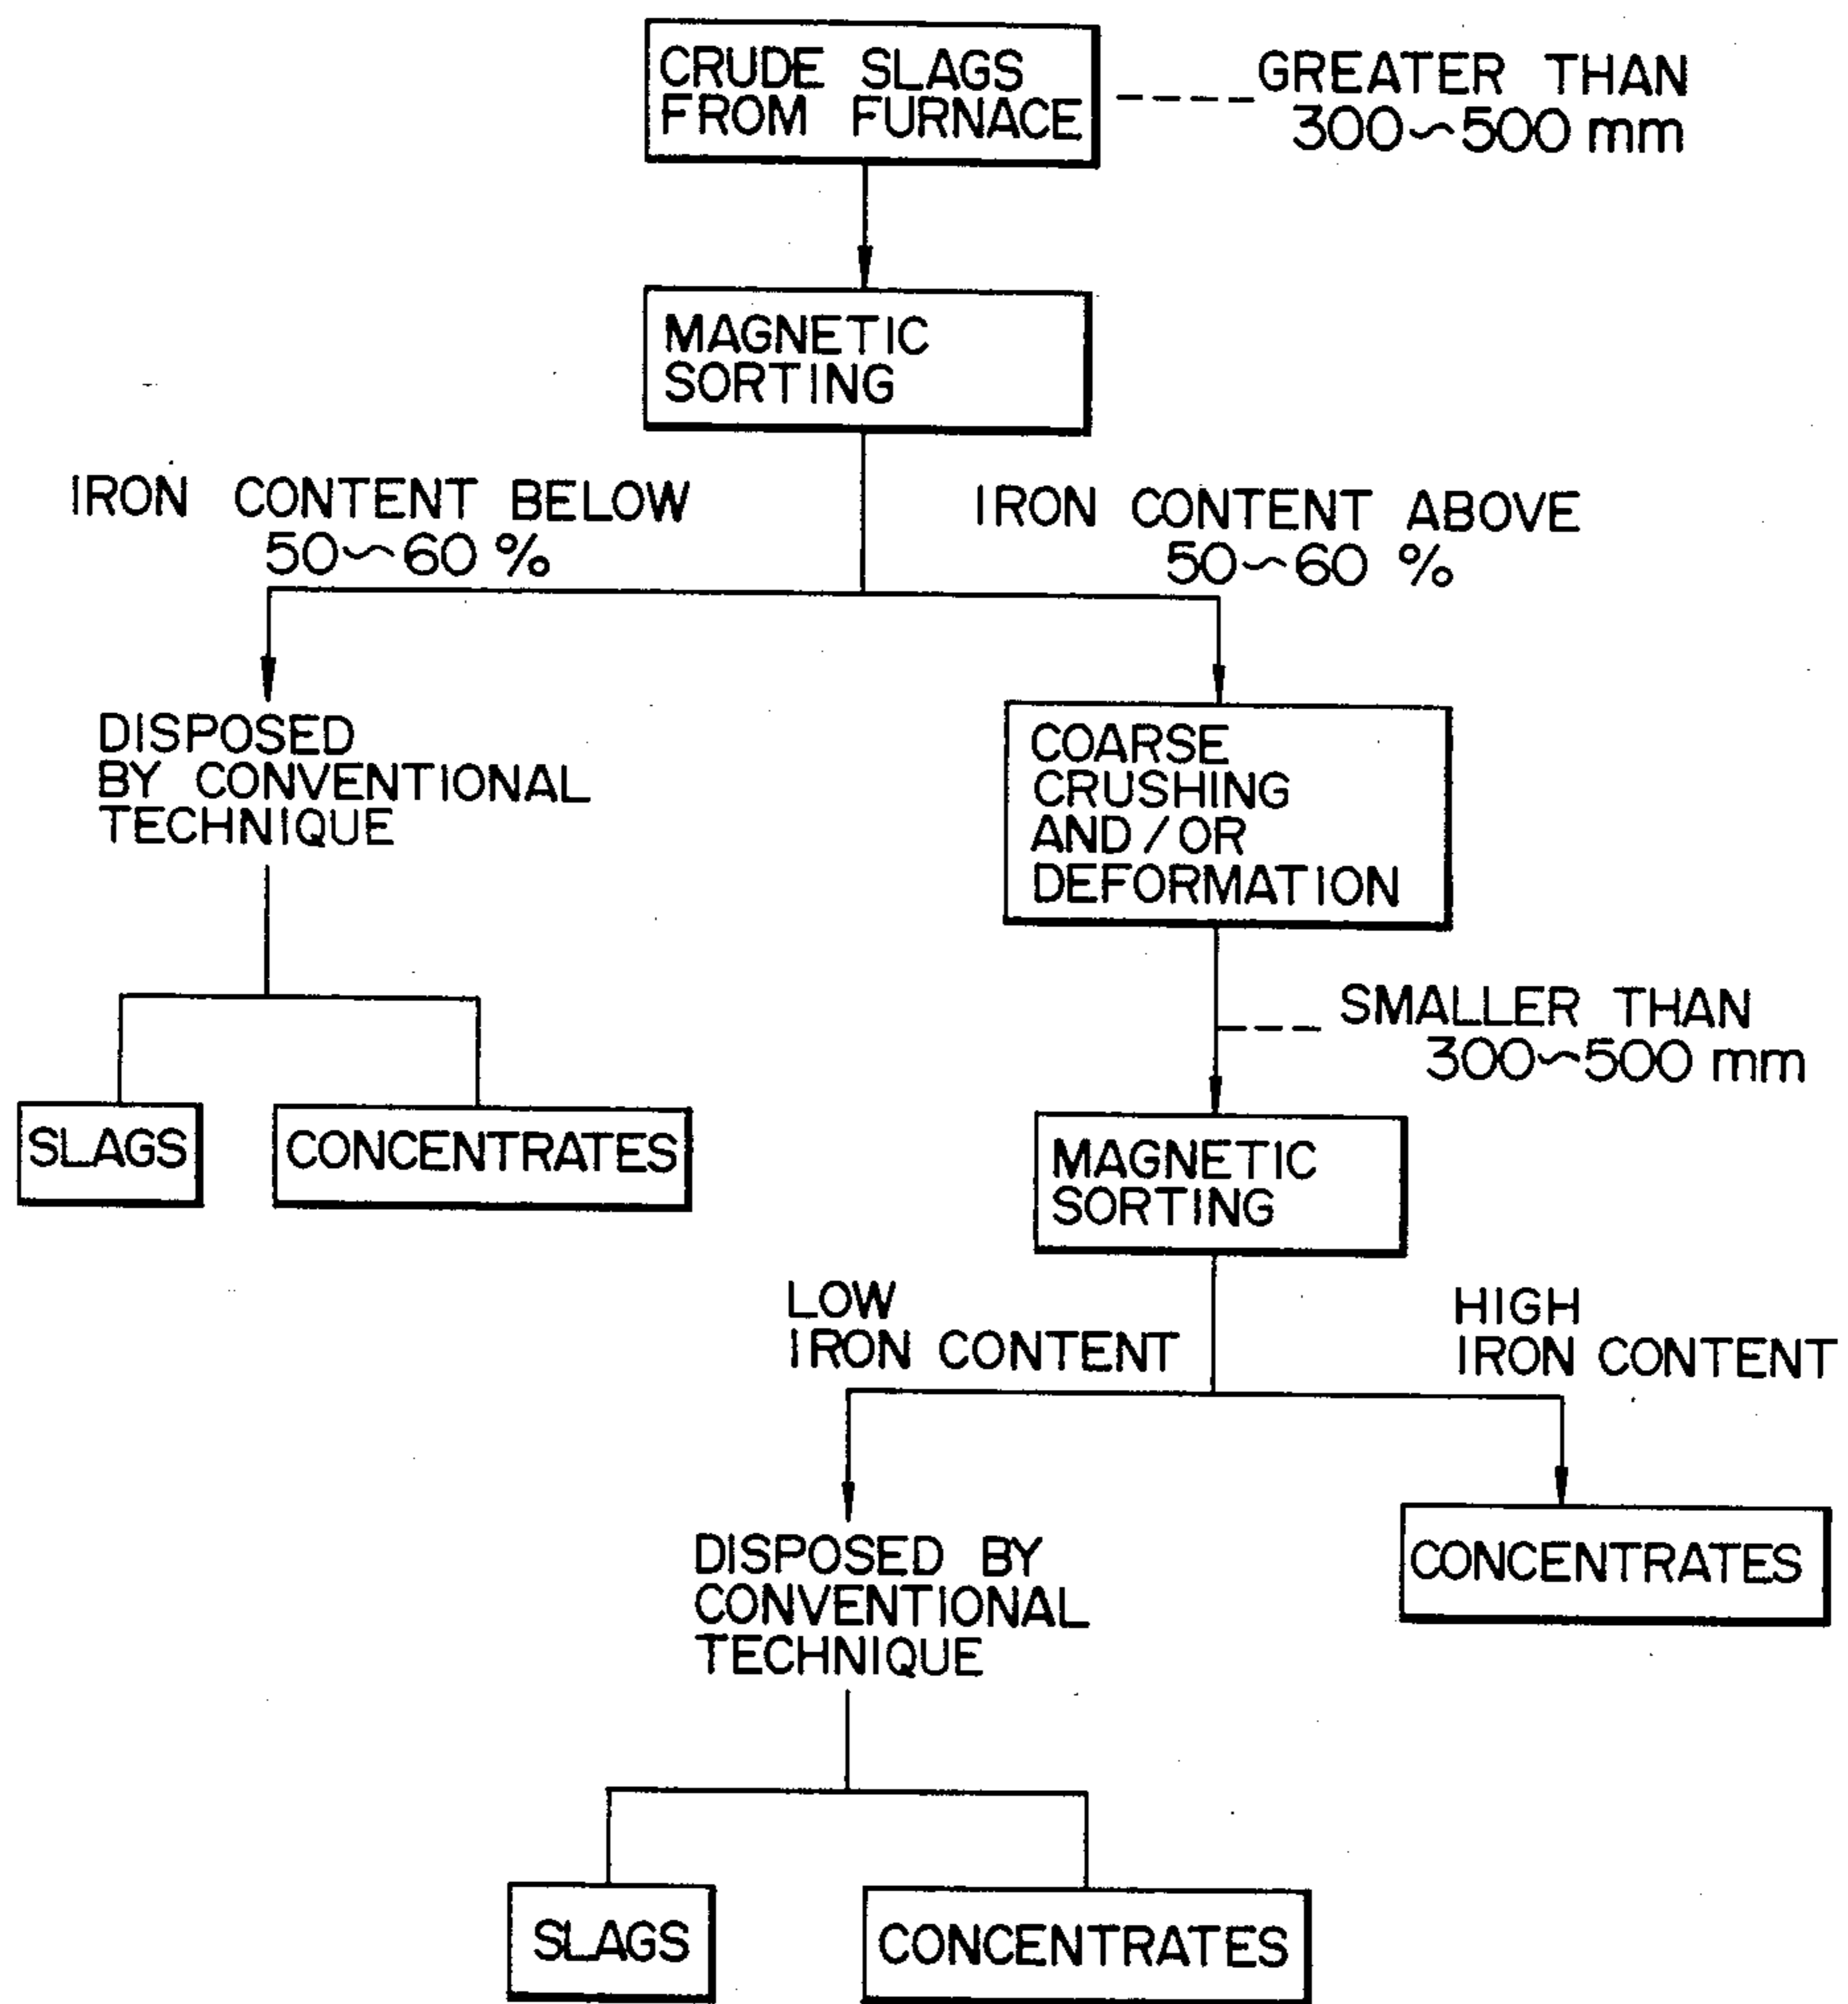 CRUDE SLAGS
FROM FURNACE
GREATER THAN
300~500 mm
MAGNETIC
SORTING
IRON CONTENT BELOW
50~60 %
IRON CONTENT ABOVE
50~60 %
DISPOSED
BY CONVENTIONAL
TECHNIQUE
COARSE
CRUSHING
AND/OR
DEFORMATION
SMALLER THAN
300~500 mm
SLAGS
CONCENTRATES
MAGNETIC
SORTING
LOW
IRON CONTENT
HIGH
IRON CONTENT
DISPOSED BY
CONVENTIONAL
TECHNIQUE
CONCENTRATES
SLAGS
CONCENTRATES